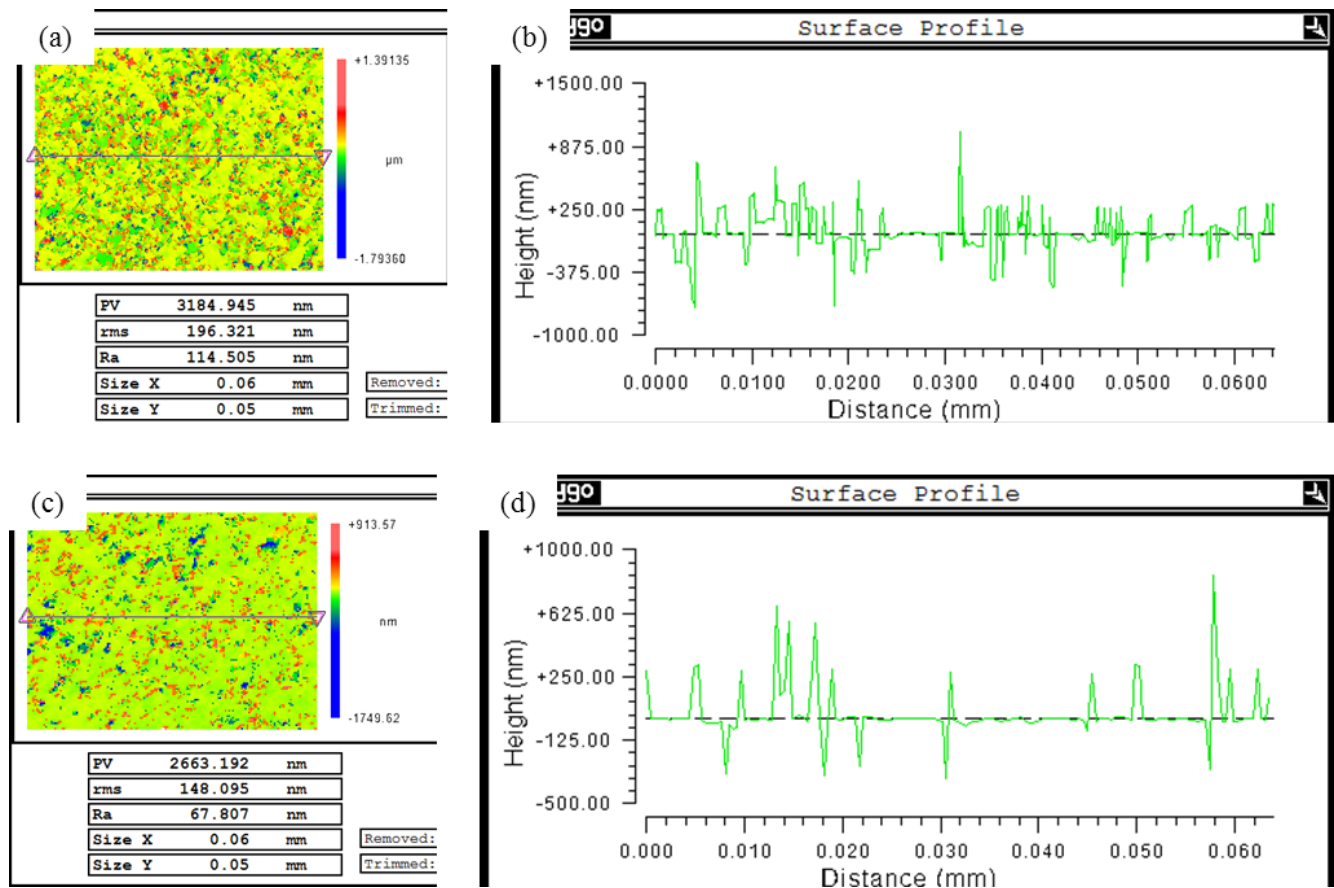 (a)
+1.39135
µm
-1.79360
PV 3184.945 nm
rms 196.321 nm
Ra 114.505 nm
Size X 0.06 mm
Size Y 0.05 mm
Removed:
Trimmed:
(b)
Surface Profile
+1500.00
+875.00
+250.00
-375.00
-1000.00
Height (nm)
0.0000 0.0100 0.0200 0.0300 0.0400 0.0500 0.0600
Distance (mm)
(c)
+913.57
nm
-1749.62
PV 2663.192 nm
rms 148.095 nm
Ra 67.807 nm
Size X 0.06 mm
Size Y 0.05 mm
Removed:
Trimmed:
(d)
Surface Profile
+1000.00
+625.00
+250.00
-125.00
-500.00
Height (nm)
0.000 0.010 0.020 0.030 0.040 0.050 0.060
Distance (mm)